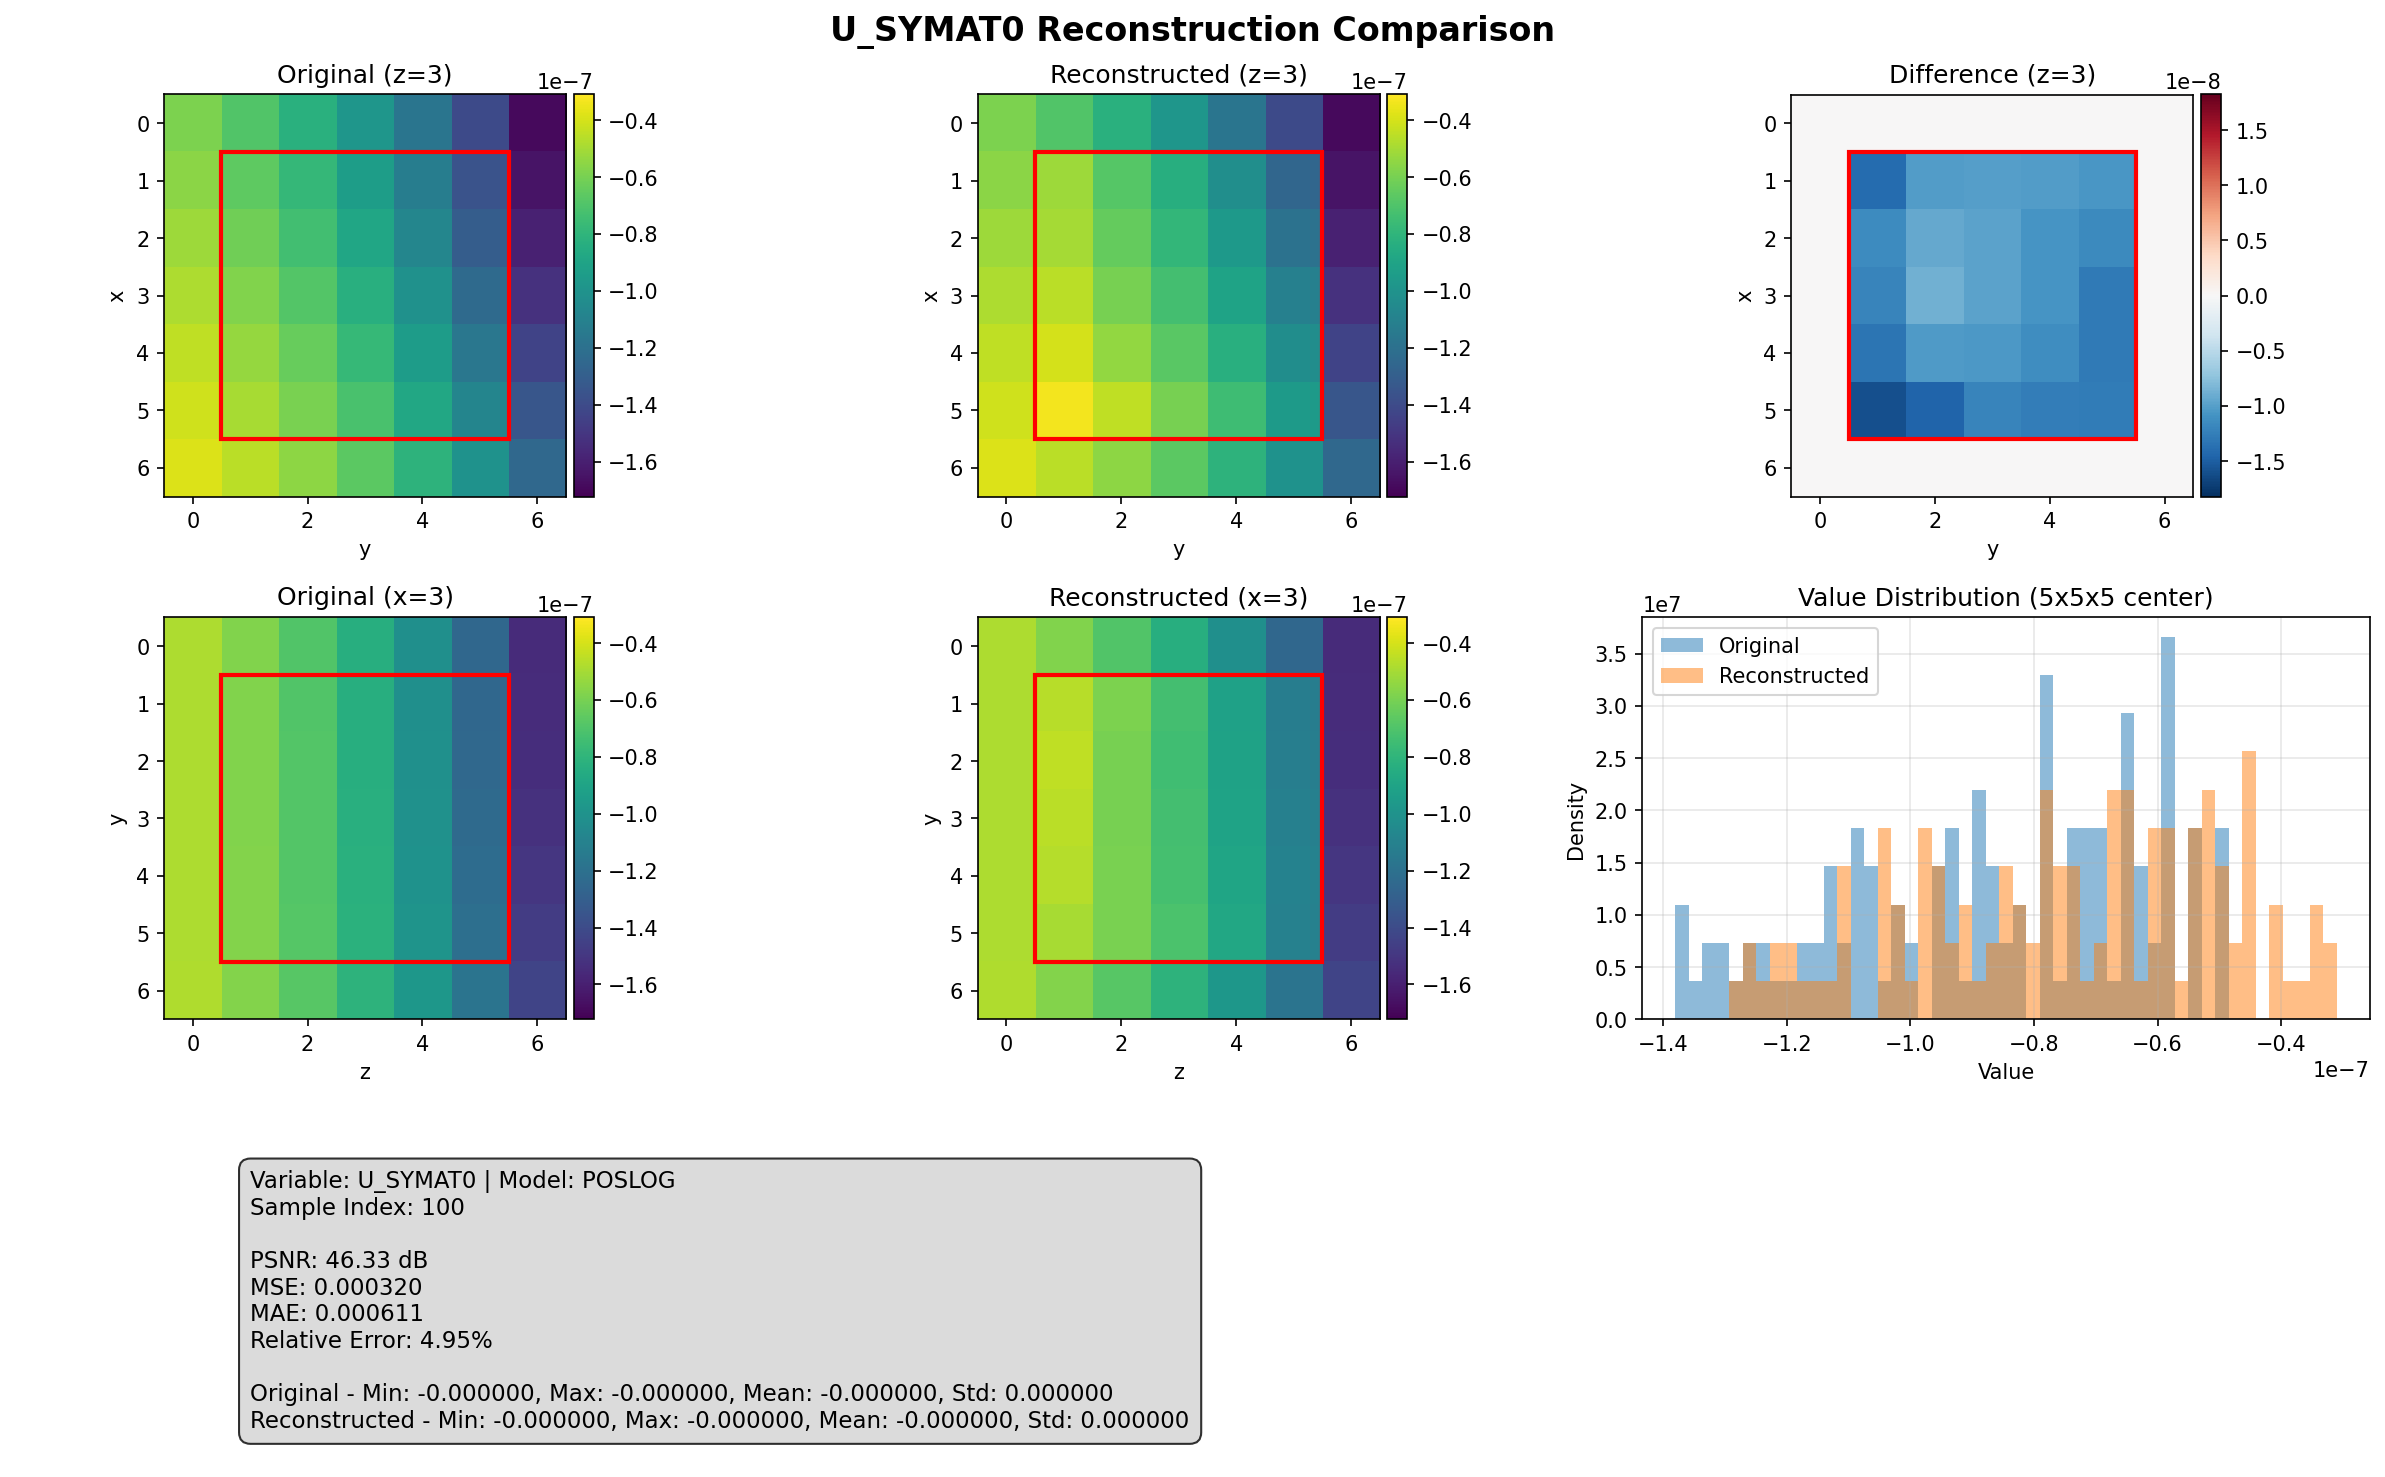 U_SYMAT0 Reconstruction Comparison
Original (z=3)
1e−7
0
1
2
3
4
5
6
x
0 2 4 6
y
−0.4
−0.6
−0.8
−1.0
−1.2
−1.4
−1.6
Reconstructed (z=3)
1e−7
0
1
2
3
4
5
6
x
0 2 4 6
y
−0.4
−0.6
−0.8
−1.0
−1.2
−1.4
−1.6
Difference (z=3)
1e−8
0
1
2
3
4
5
6
x
0 2 4 6
y
1.5
1.0
0.5
0.0
−0.5
−1.0
−1.5
Original (x=3)
1e−7
0
1
2
3
4
5
6
y
0 2 4 6
z
−0.4
−0.6
−0.8
−1.0
−1.2
−1.4
−1.6
Reconstructed (x=3)
1e−7
0
1
2
3
4
5
6
y
0 2 4 6
z
−0.4
−0.6
−0.8
−1.0
−1.2
−1.4
−1.6
Value Distribution (5x5x5 center)
1e7
Original
Reconstructed
3.5
3.0
2.5
2.0
1.5
1.0
0.5
0.0
Density
−1.4 −1.2 −1.0 −0.8 −0.6 −0.4
Value
1e−7
Variable: U_SYMAT0 | Model: POSLOG
Sample Index: 100
PSNR: 46.33 dB
MSE: 0.000320
MAE: 0.000611
Relative Error: 4.95%
Original - Min: -0.000000, Max: -0.000000, Mean: -0.000000, Std: 0.000000
Reconstructed - Min: -0.000000, Max: -0.000000, Mean: -0.000000, Std: 0.000000